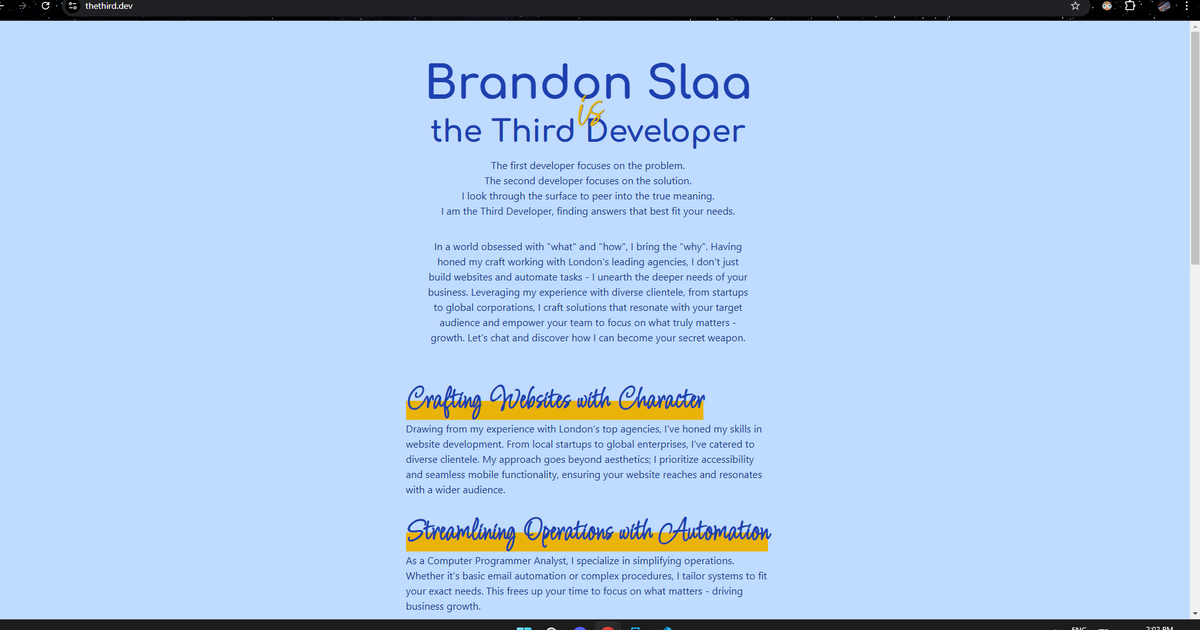 thethird.dev
Brandon Slaa
is
the Third Developer
The first developer focuses on the problem.
The second developer focuses on the solution.
I look through the surface to peer into the true meaning.
I am the Third Developer, finding answers that best fit your needs.
In a world obsessed with "what" and "how", I bring the "why". Having
honed my craft working with London's leading agencies, I don't just
build websites and automate tasks - I unearth the deeper needs of your
business. Leveraging my experience with diverse clientele, from startups
to global corporations, I craft solutions that resonate with your target
audience and empower your team to focus on what truly matters -
growth. Let's chat and discover how I can become your secret weapon.
Crafting Websites with Character
Drawing from my experience with London's top agencies, I've honed my skills in
website development. From local startups to global enterprises, I've catered to
diverse clientele. My approach goes beyond aesthetics; I prioritize accessibility
and seamless mobile functionality, ensuring your website reaches and resonates
with a wider audience.
Streamlining Operations with Automation
As a Computer Programmer Analyst, I specialize in simplifying operations.
Whether it's basic email automation or complex procedures, I tailor systems to fit
your exact needs. This frees up your time to focus on what matters - driving
business growth.
ENG
2:02 PM